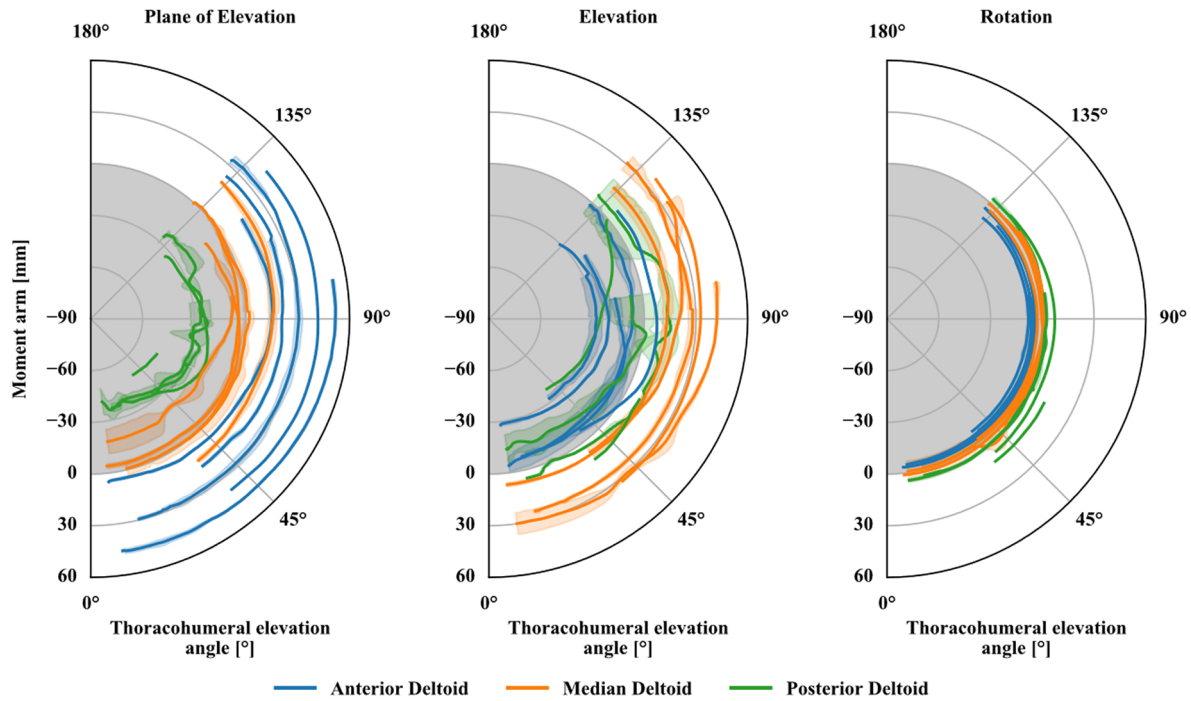 Plane of Elevation
Elevation
Rotation
180°
180°
180°
135°
135°
135°
Moment arm [mm]
−90
90°
−90
90°
−90
90°
−60
−60
−60
−30
−30
−30
0
0
0
45°
45°
45°
30
30
30
60
60
60
0°
0°
0°
Thoracohumeral elevation
angle [°]
Thoracohumeral elevation
angle [°]
Thoracohumeral elevation
angle [°]
Anterior Deltoid
Median Deltoid
Posterior Deltoid